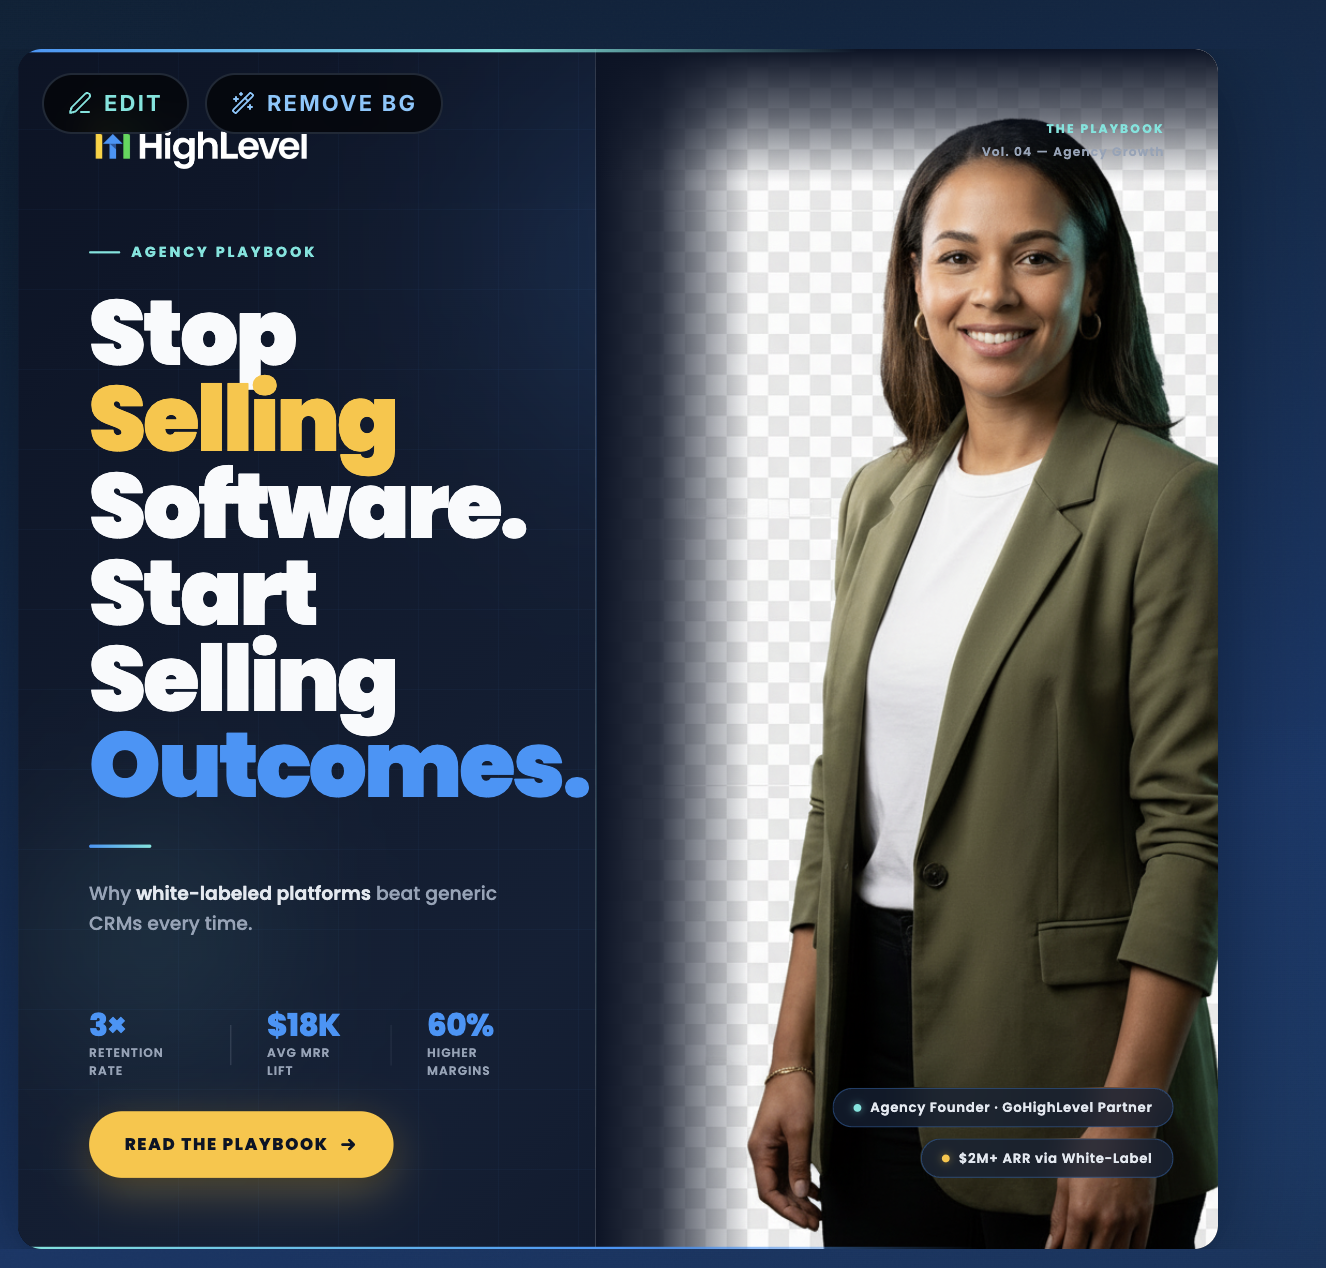 EDIT
REMOVE BG
HighLevel
THE PLAYBOOK
Vol. 04 — Agency Growth
AGENCY PLAYBOOK
Stop
Selling
Software.
Start
Selling
Outcomes.
Why white-labeled platforms beat generic
CRMs every time.
3×
RETENTION
RATE
$18K
AVG MRR
LIFT
60%
HIGHER
MARGINS
READ THE PLAYBOOK →
Agency Founder · GoHighLevel Partner
$2M+ ARR via White-Label